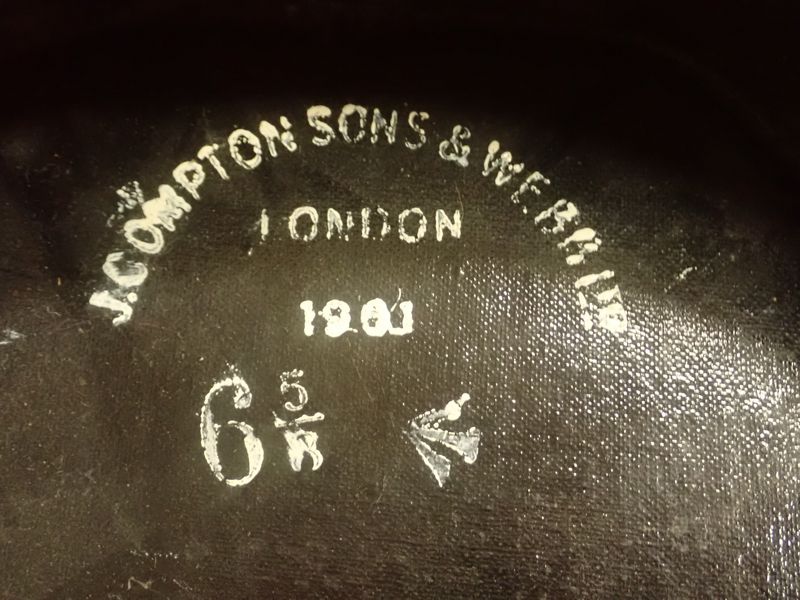 J. COMPTON SONS & WEBB LTD
LONDON
1901
6 5/8